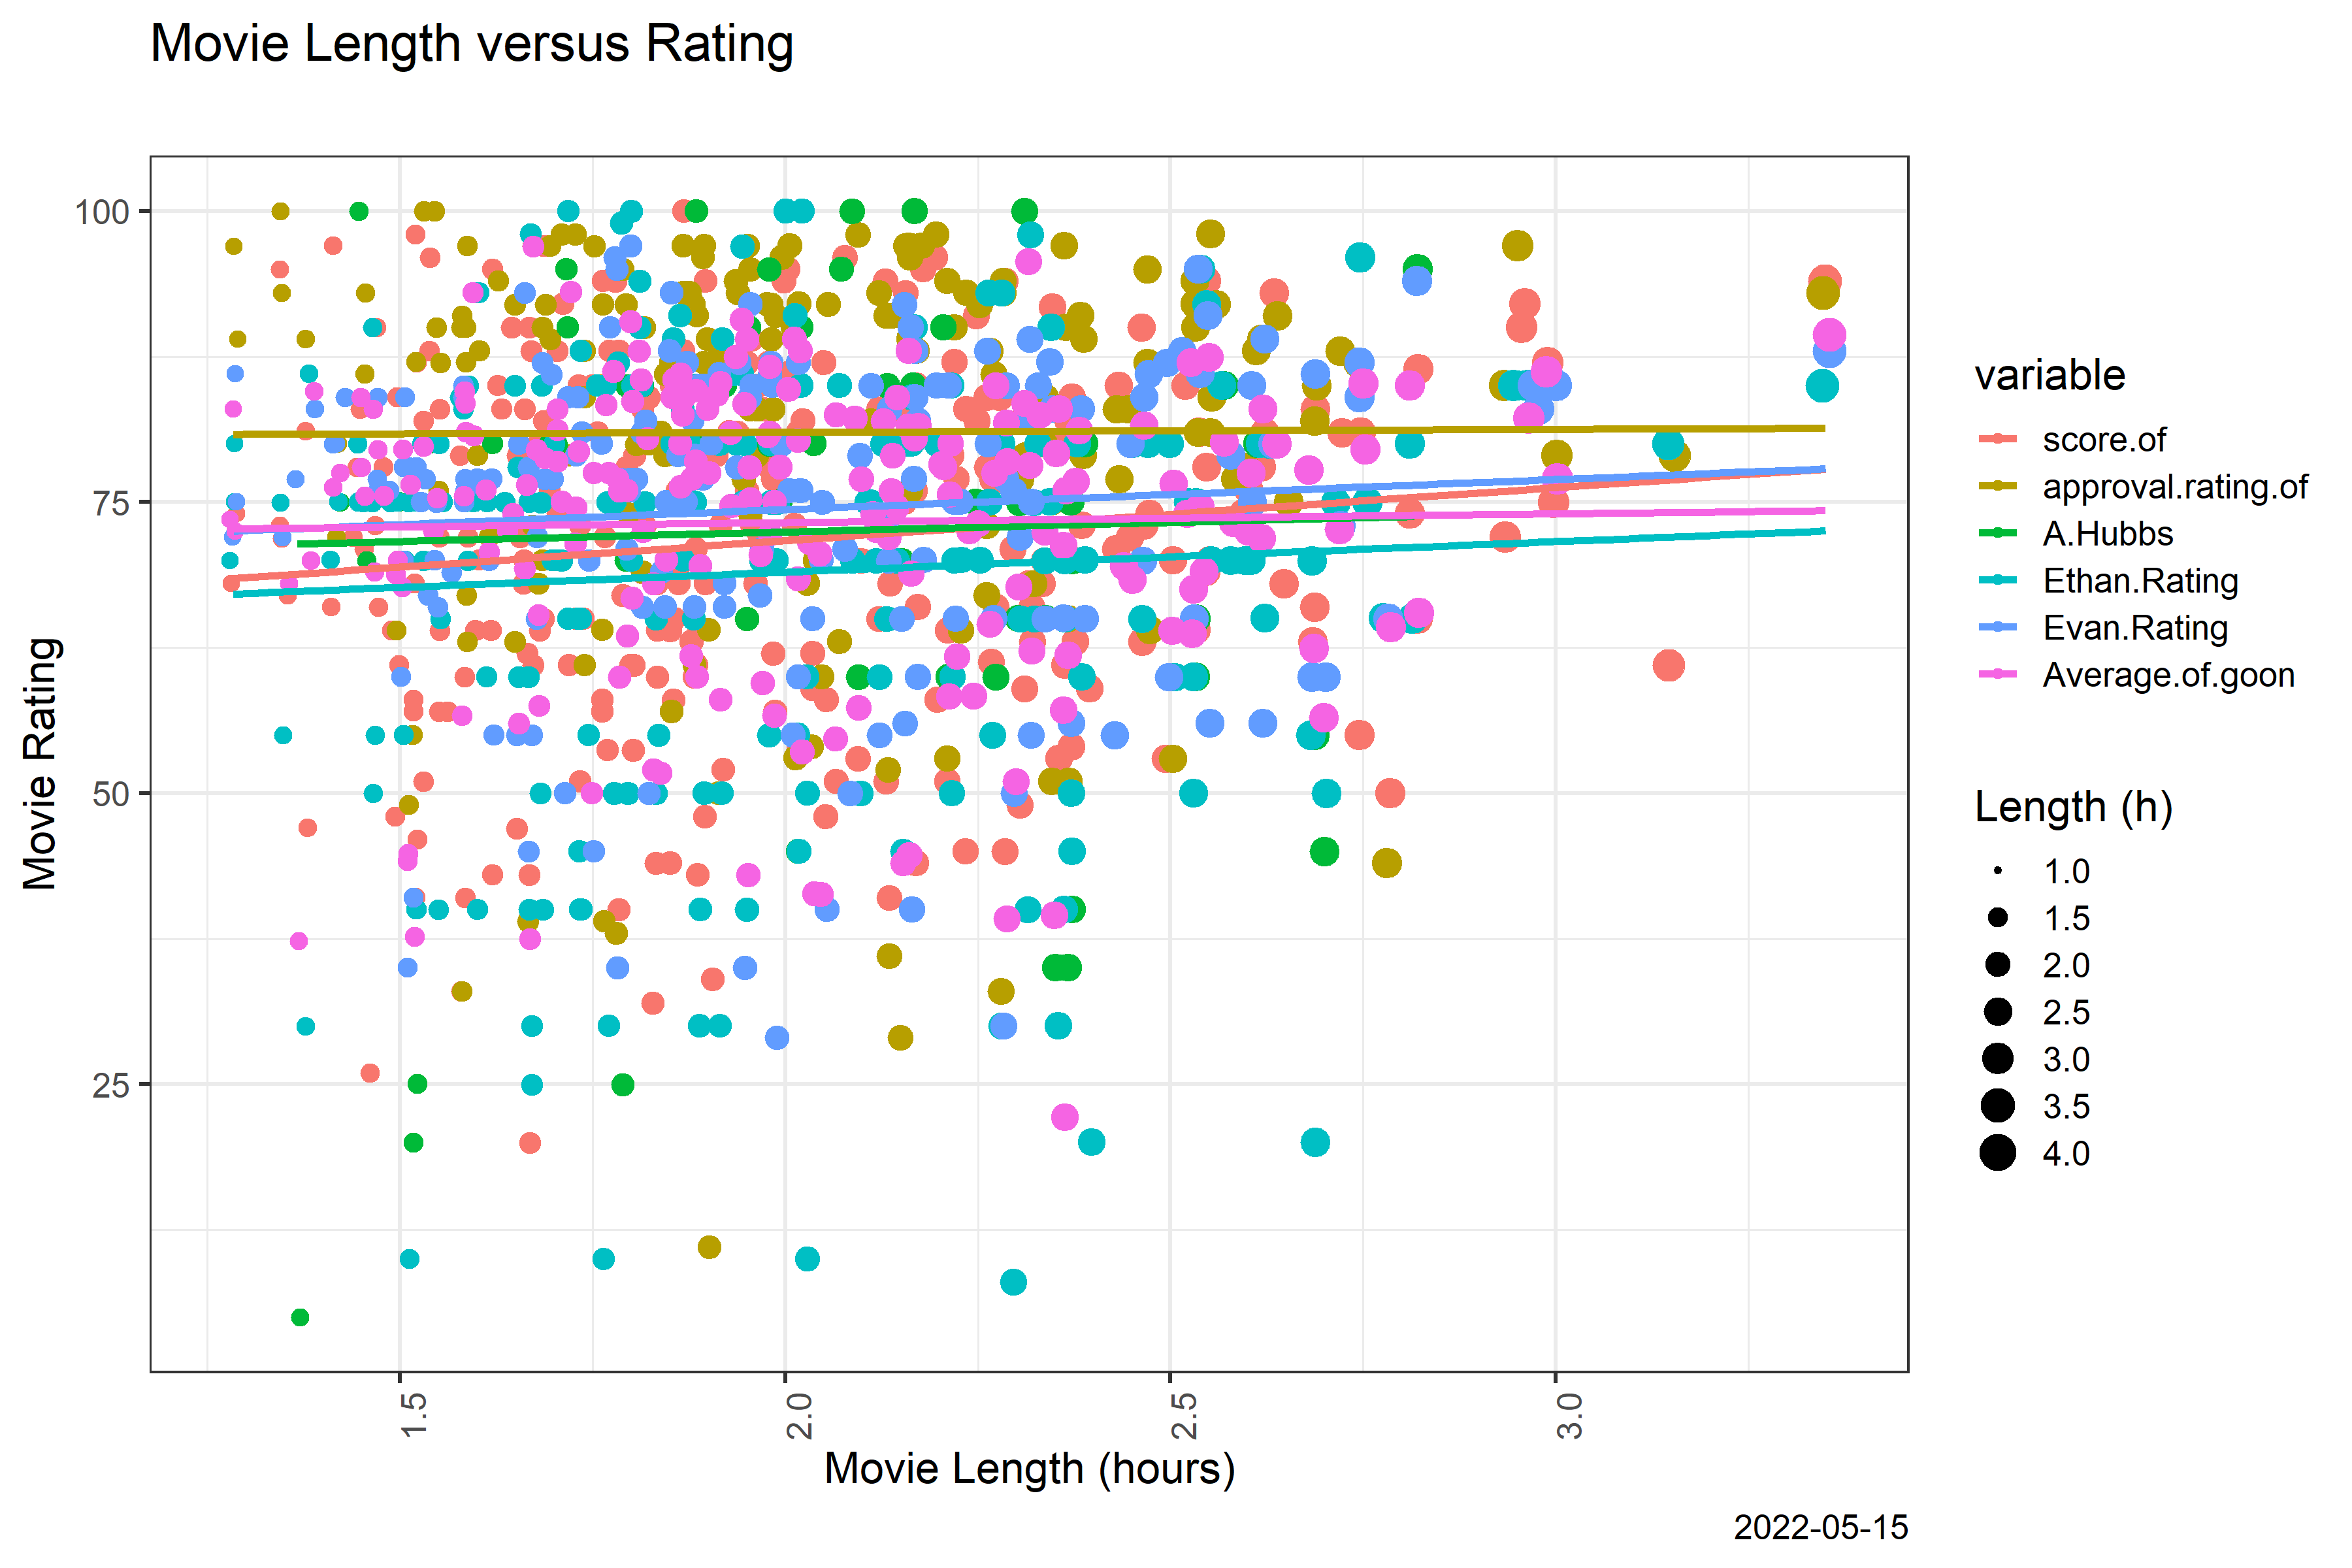 Movie Length versus Rating
Movie Rating
100
75
50
25
1.5
2.0
2.5
3.0
Movie Length (hours)
variable
score.of
approval.rating.of
A.Hubbs
Ethan.Rating
Evan.Rating
Average.of.goon
Length (h)
1.0
1.5
2.0
2.5
3.0
3.5
4.0
2022-05-15